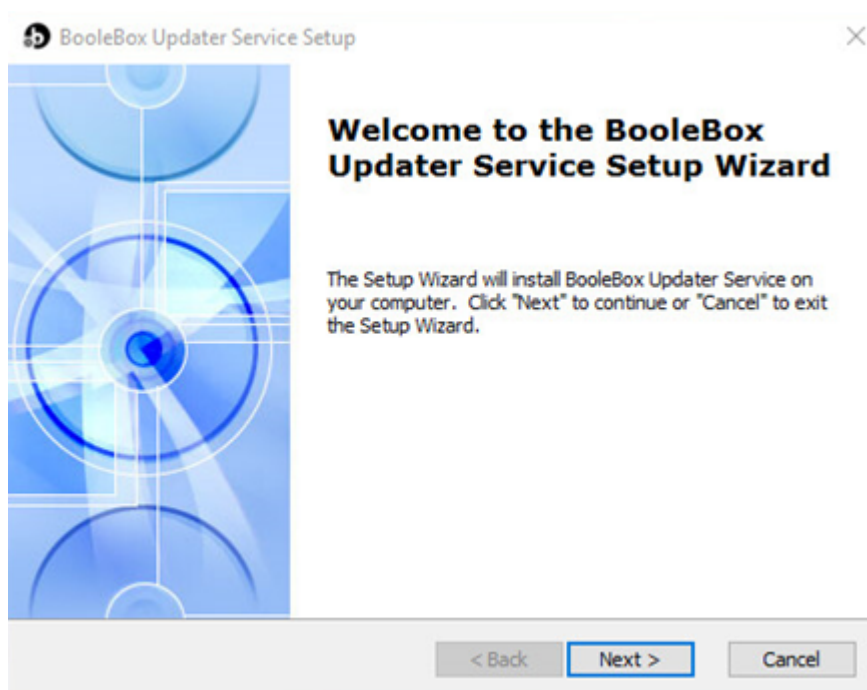 BooleBox Updater Service Setup
Welcome to the BooleBox
Updater Service Setup Wizard
The Setup Wizard will install BooleBox Updater Service on
your computer. Click "Next" to continue or "Cancel" to exit
the Setup Wizard.
< Back Next > Cancel